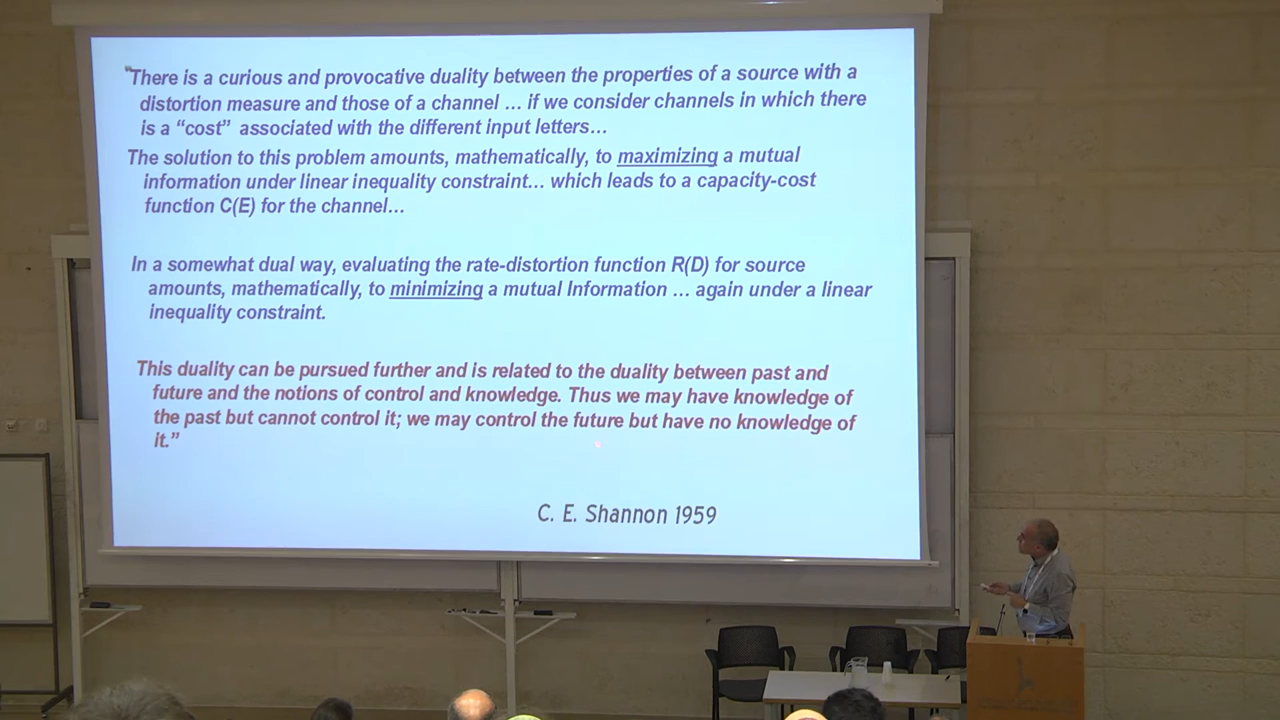 "There is a curious and provocative duality between the properties of a source with a
distortion measure and those of a channel … if we consider channels in which there
is a “cost” associated with the different input letters…
The solution to this problem amounts, mathematically, to maximizing a mutual
information under linear inequality constraint… which leads to a capacity-cost
function C(E) for the channel…
In a somewhat dual way, evaluating the rate-distortion function R(D) for source
amounts, mathematically, to minimizing a mutual Information … again under a linear
inequality constraint.
This duality can be pursued further and is related to the duality between past and
future and the notions of control and knowledge. Thus we may have knowledge of
the past but cannot control it; we may control the future but have no knowledge of
it.”
C. E. Shannon 1959